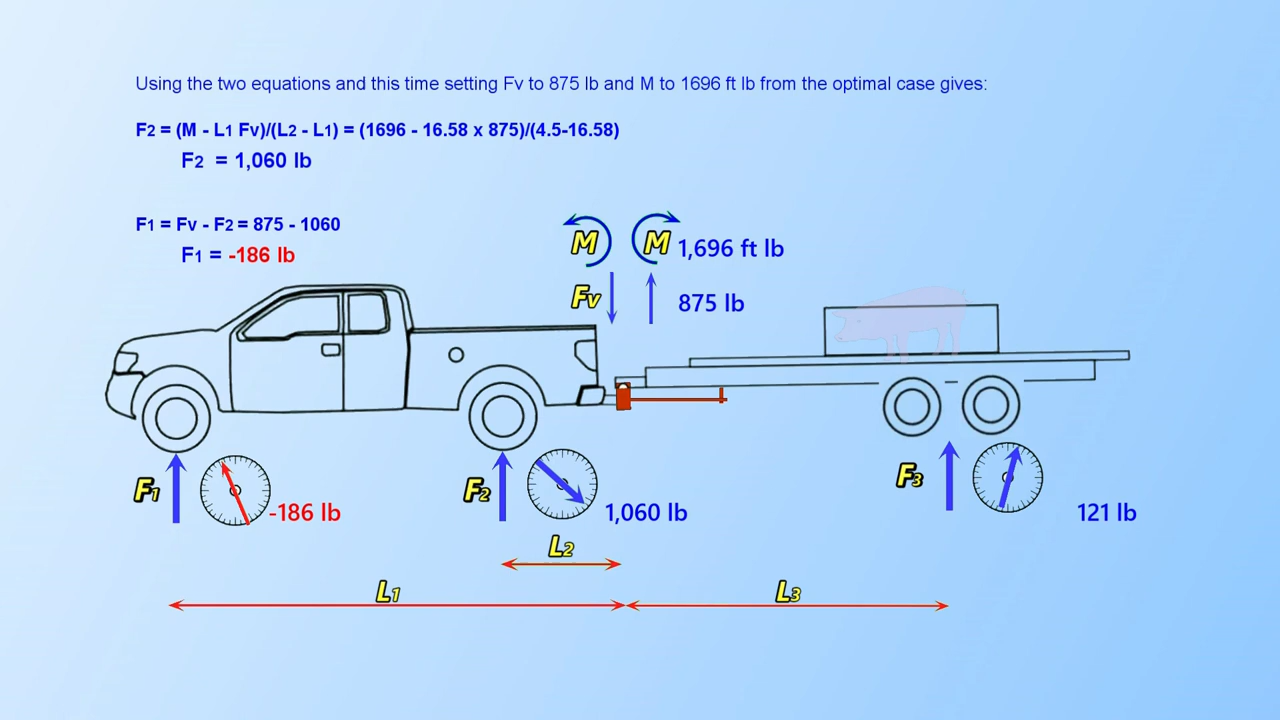 Using the two equations and this time setting Fv to 875 lb and M to 1696 ft lb from the optimal case gives:
F2 = (M - L1 Fv)/(L2 - L1) = (1696 - 16.58 x 875)/(4.5-16.58)
F2 = 1,060 lb
F1 = Fv - F2 = 875 - 1060
F1 = -186 lb
M M 1,696 ft lb
Fv 875 lb
F1 -186 lb F2 1,060 lb F3 121 lb
L2
L1 L3